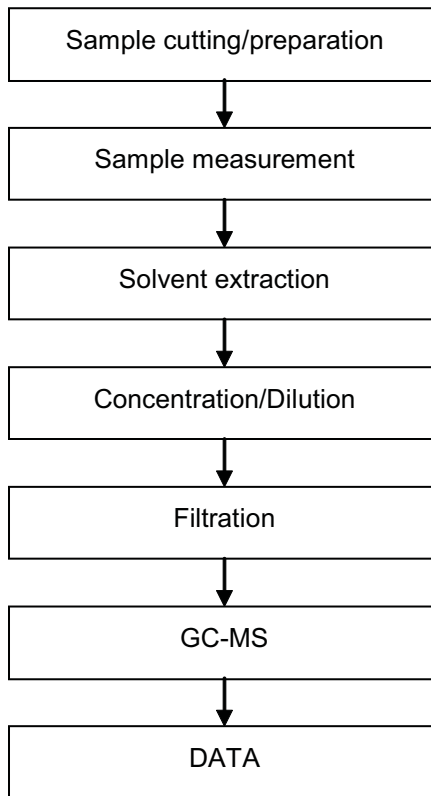 Sample cutting/preparation
Sample measurement
Solvent extraction
Concentration/Dilution
Filtration
GC-MS
DATA